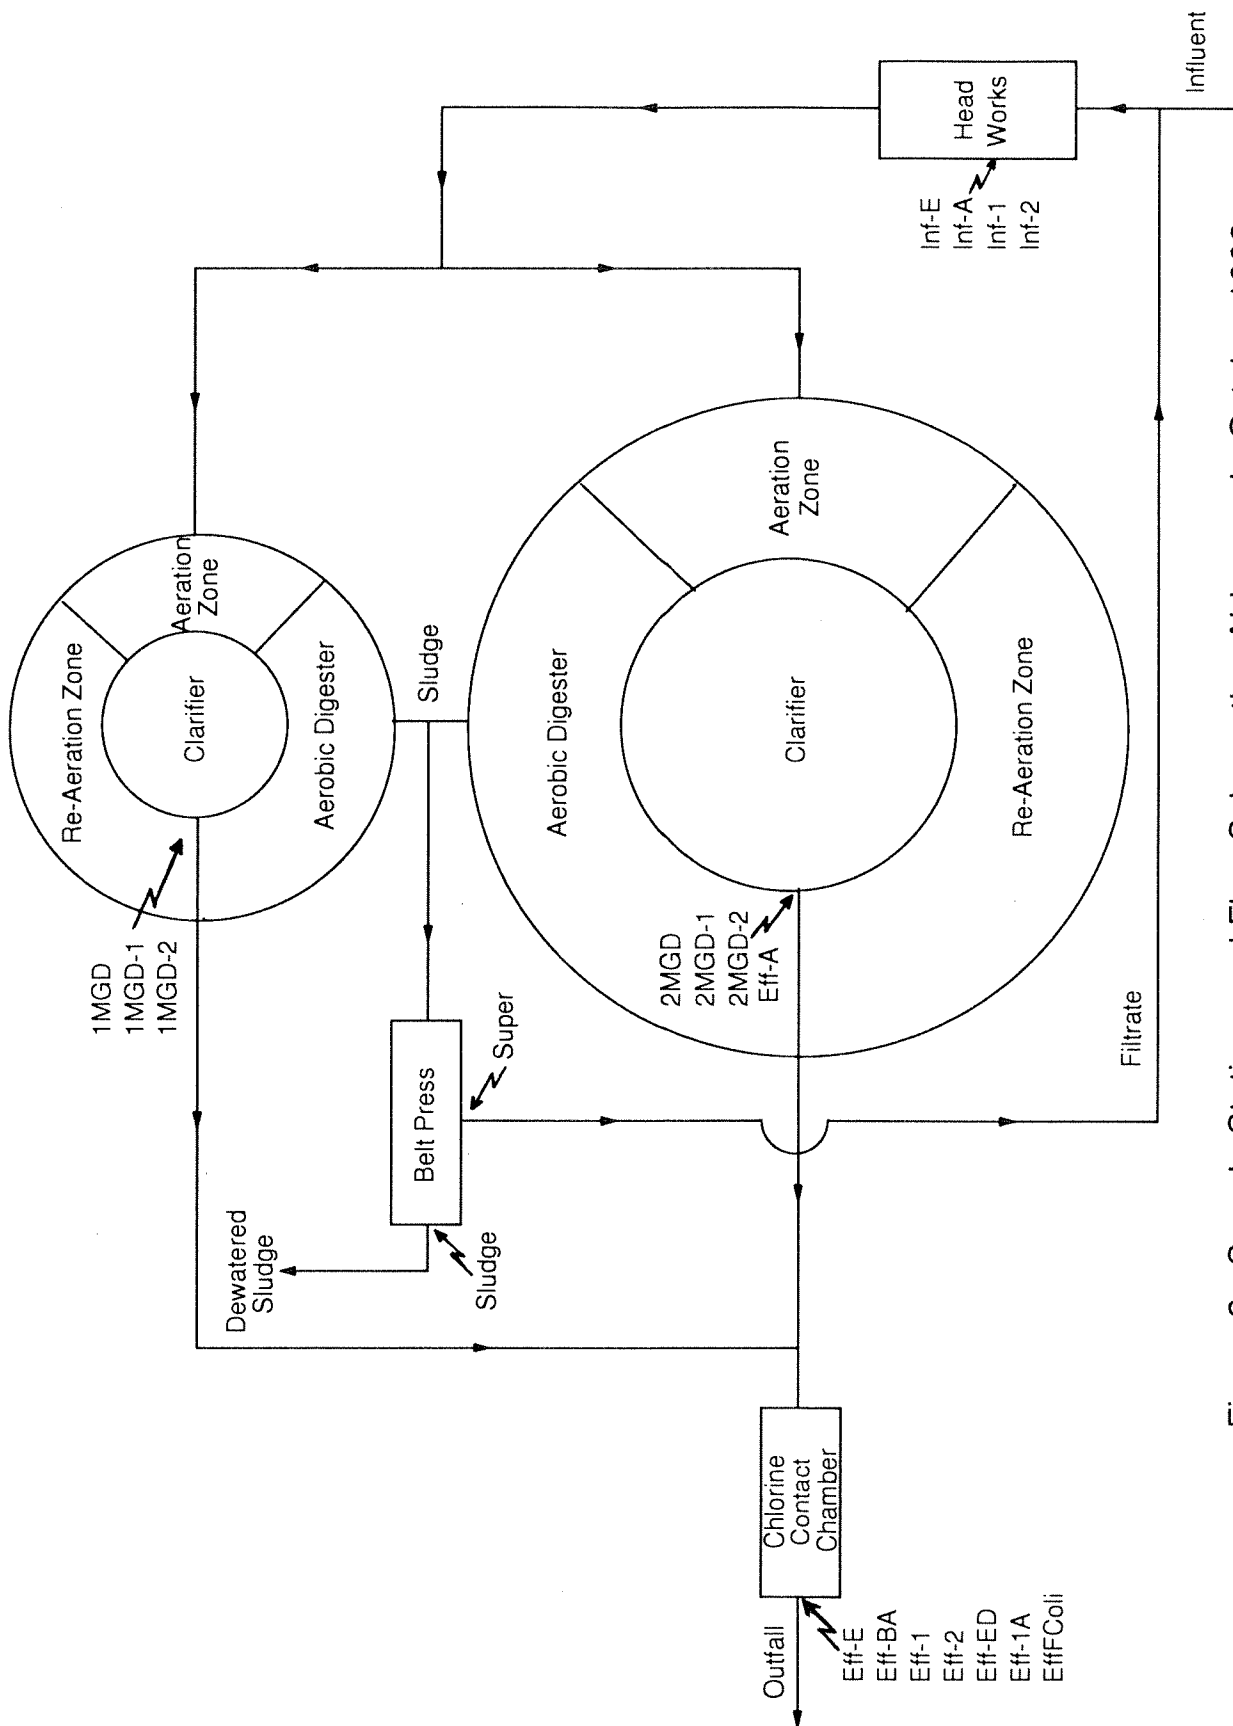 Influent
Head
Works
Inf-E
Inf-A
Inf-1
Inf-2
Aeration
Zone
Re-Aeration Zone
Clarifier
Aerobic Digester
Sludge
Aeration
Zone
Aerobic Digester
Clarifier
Re-Aeration Zone
1MGD
1MGD-1
1MGD-2
2MGD
2MGD-1
2MGD-2
Eff-A
Belt Press
Super
Sludge
Dewatered
Sludge
Filtrate
Chlorine
Contact
Chamber
Outfall
Eff-E
Eff-BA
Eff-1
Eff-2
Eff-ED
Eff-1A
EffFColi